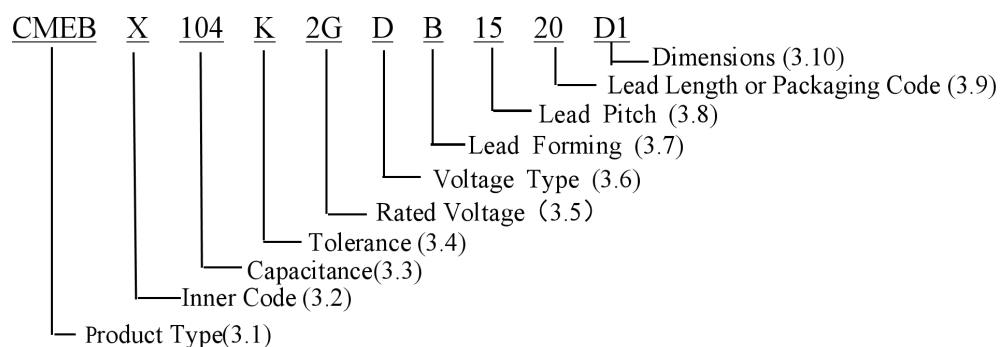 CMEB X 104 K 2G D B 15 20 D1
Dimensions (3.10)
Lead Length or Packaging Code (3.9)
Lead Pitch (3.8)
Lead Forming (3.7)
Voltage Type (3.6)
Rated Voltage（3.5）
Tolerance (3.4)
Capacitance(3.3)
Inner Code (3.2)
Product Type(3.1)